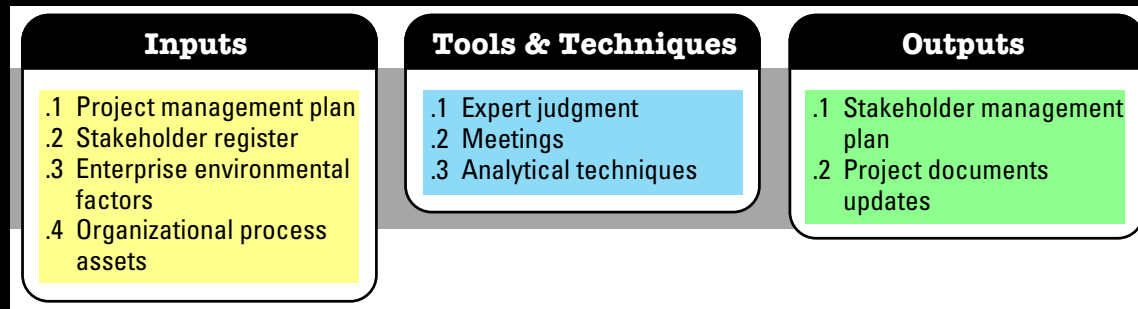 Inputs
.1 Project management plan
.2 Stakeholder register
.3 Enterprise environmental
factors
.4 Organizational process
assets
Tools & Techniques
.1 Expert judgment
.2 Meetings
.3 Analytical techniques
Outputs
.1 Stakeholder management
plan
.2 Project documents
updates